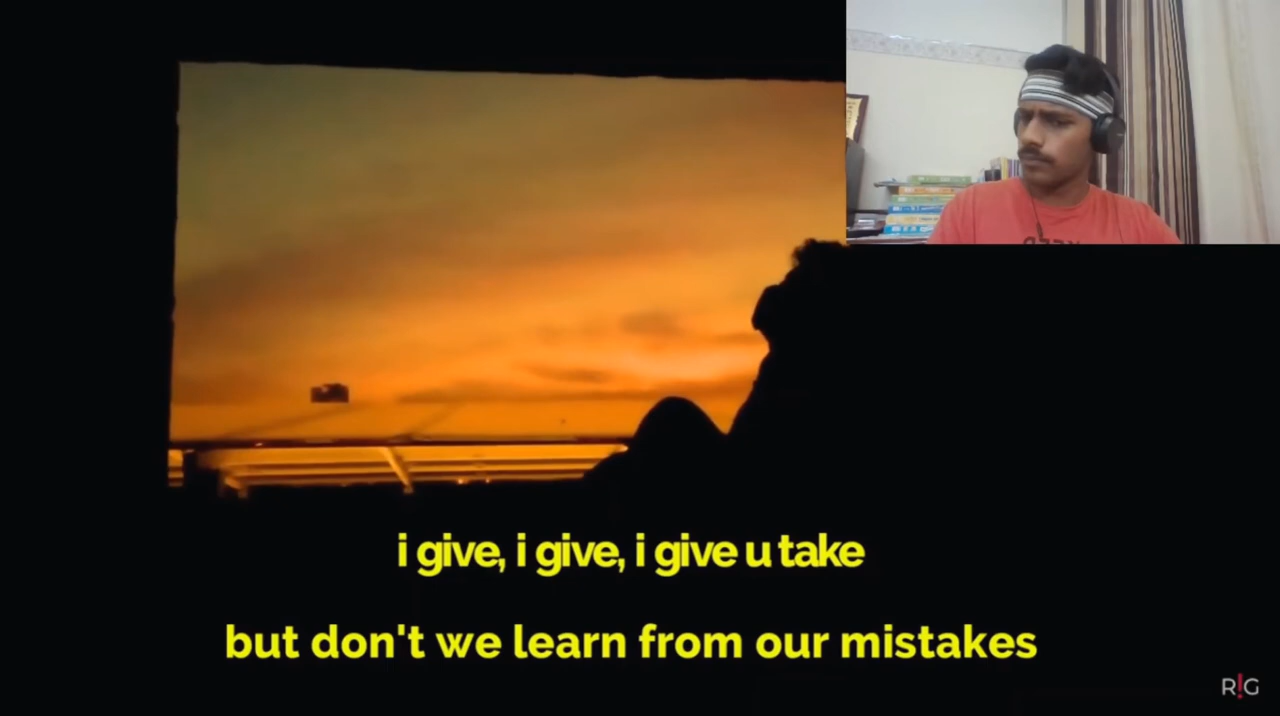 i give, i give, i give u take
but don't we learn from our mistakes
R!G